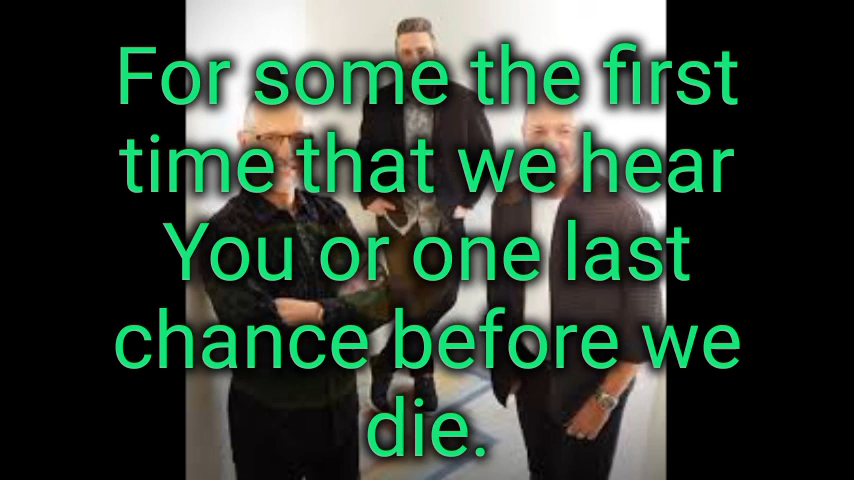 For some the first
time that we hear
You or one last
chance before we
die.